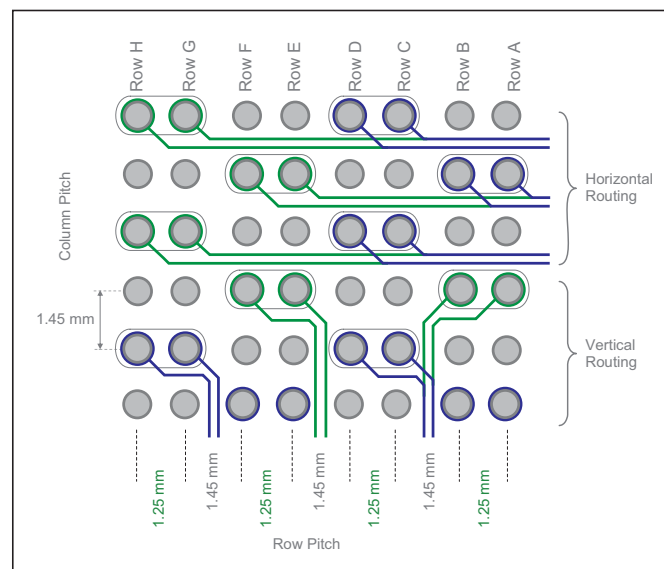 Row H
Row G
Row F
Row E
Row D
Row C
Row B
Row A
Horizontal
Routing
Column Pitch
1.45 mm
Vertical
Routing
1.25 mm
1.45 mm
1.25 mm
1.45 mm
1.25 mm
1.45 mm
1.25 mm
Row Pitch